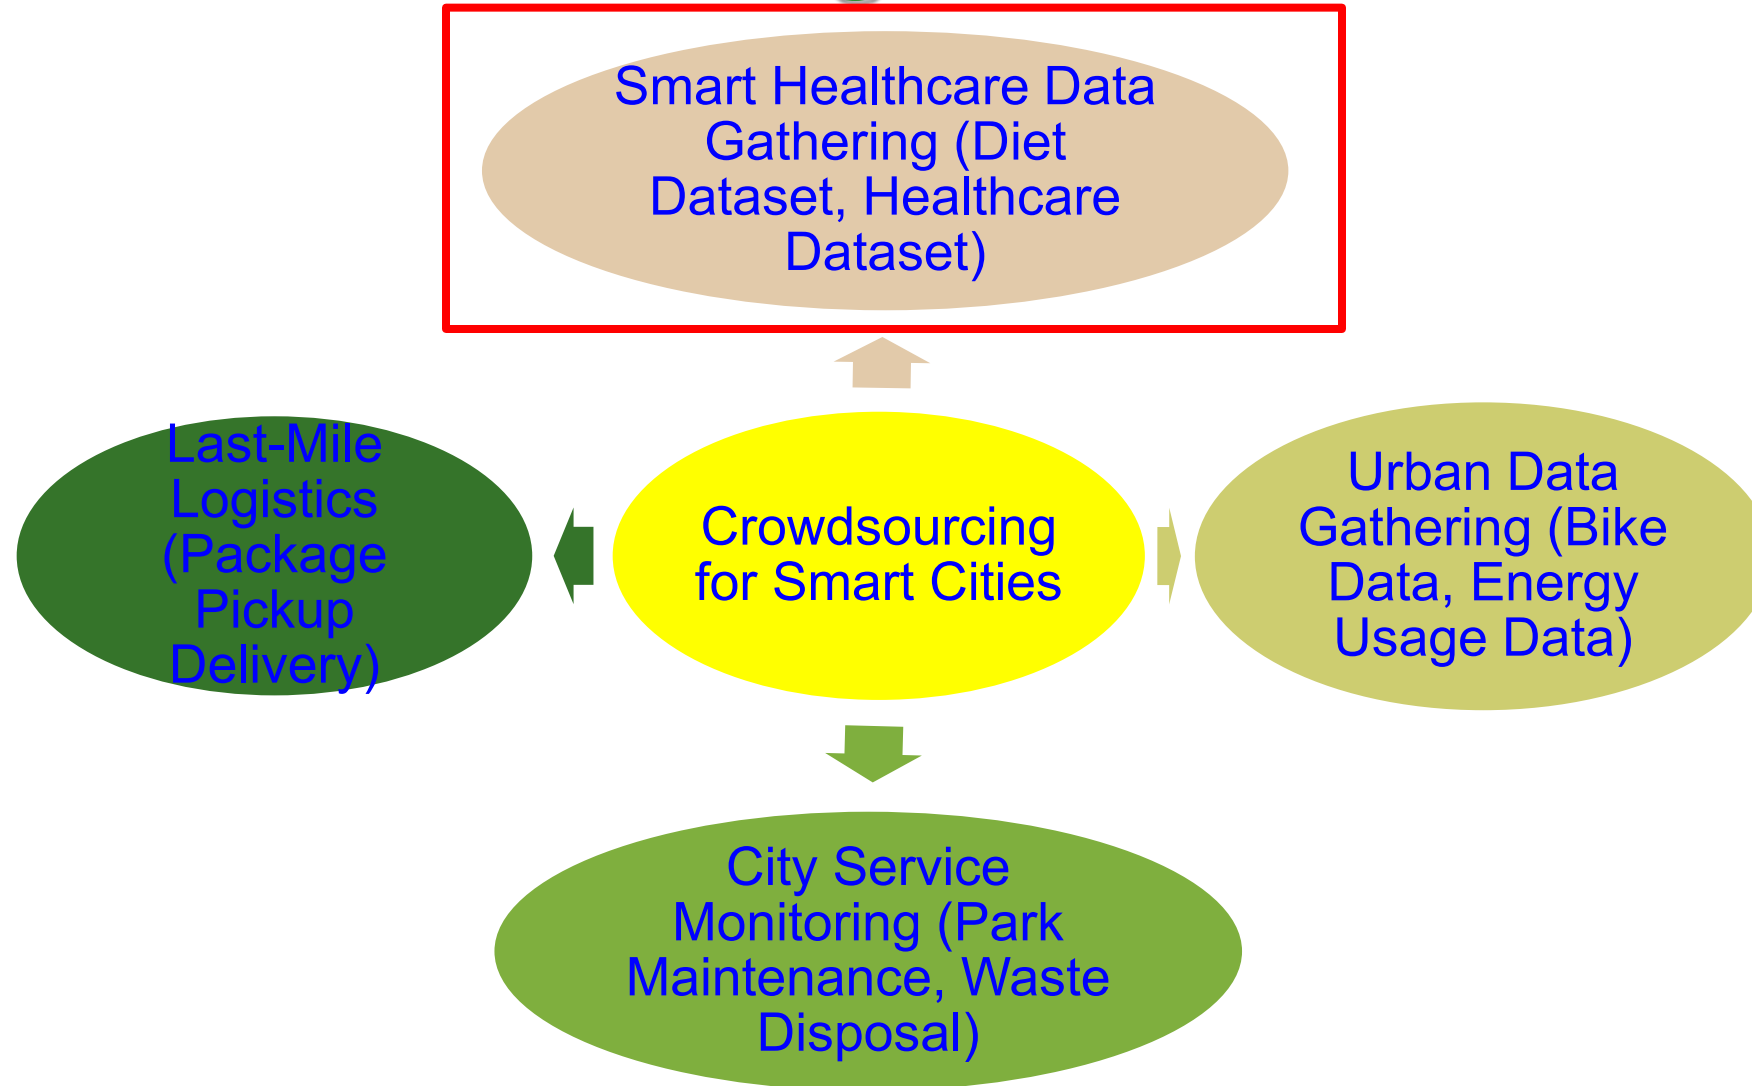 Smart Healthcare Data
Gathering (Diet
Dataset, Healthcare
Dataset)
Last-Mile
Logistics
(Package
Pickup
Delivery)
Crowdsourcing
for Smart Cities
Urban Data
Gathering (Bike
Data, Energy
Usage Data)
City Service
Monitoring (Park
Maintenance, Waste
Disposal)